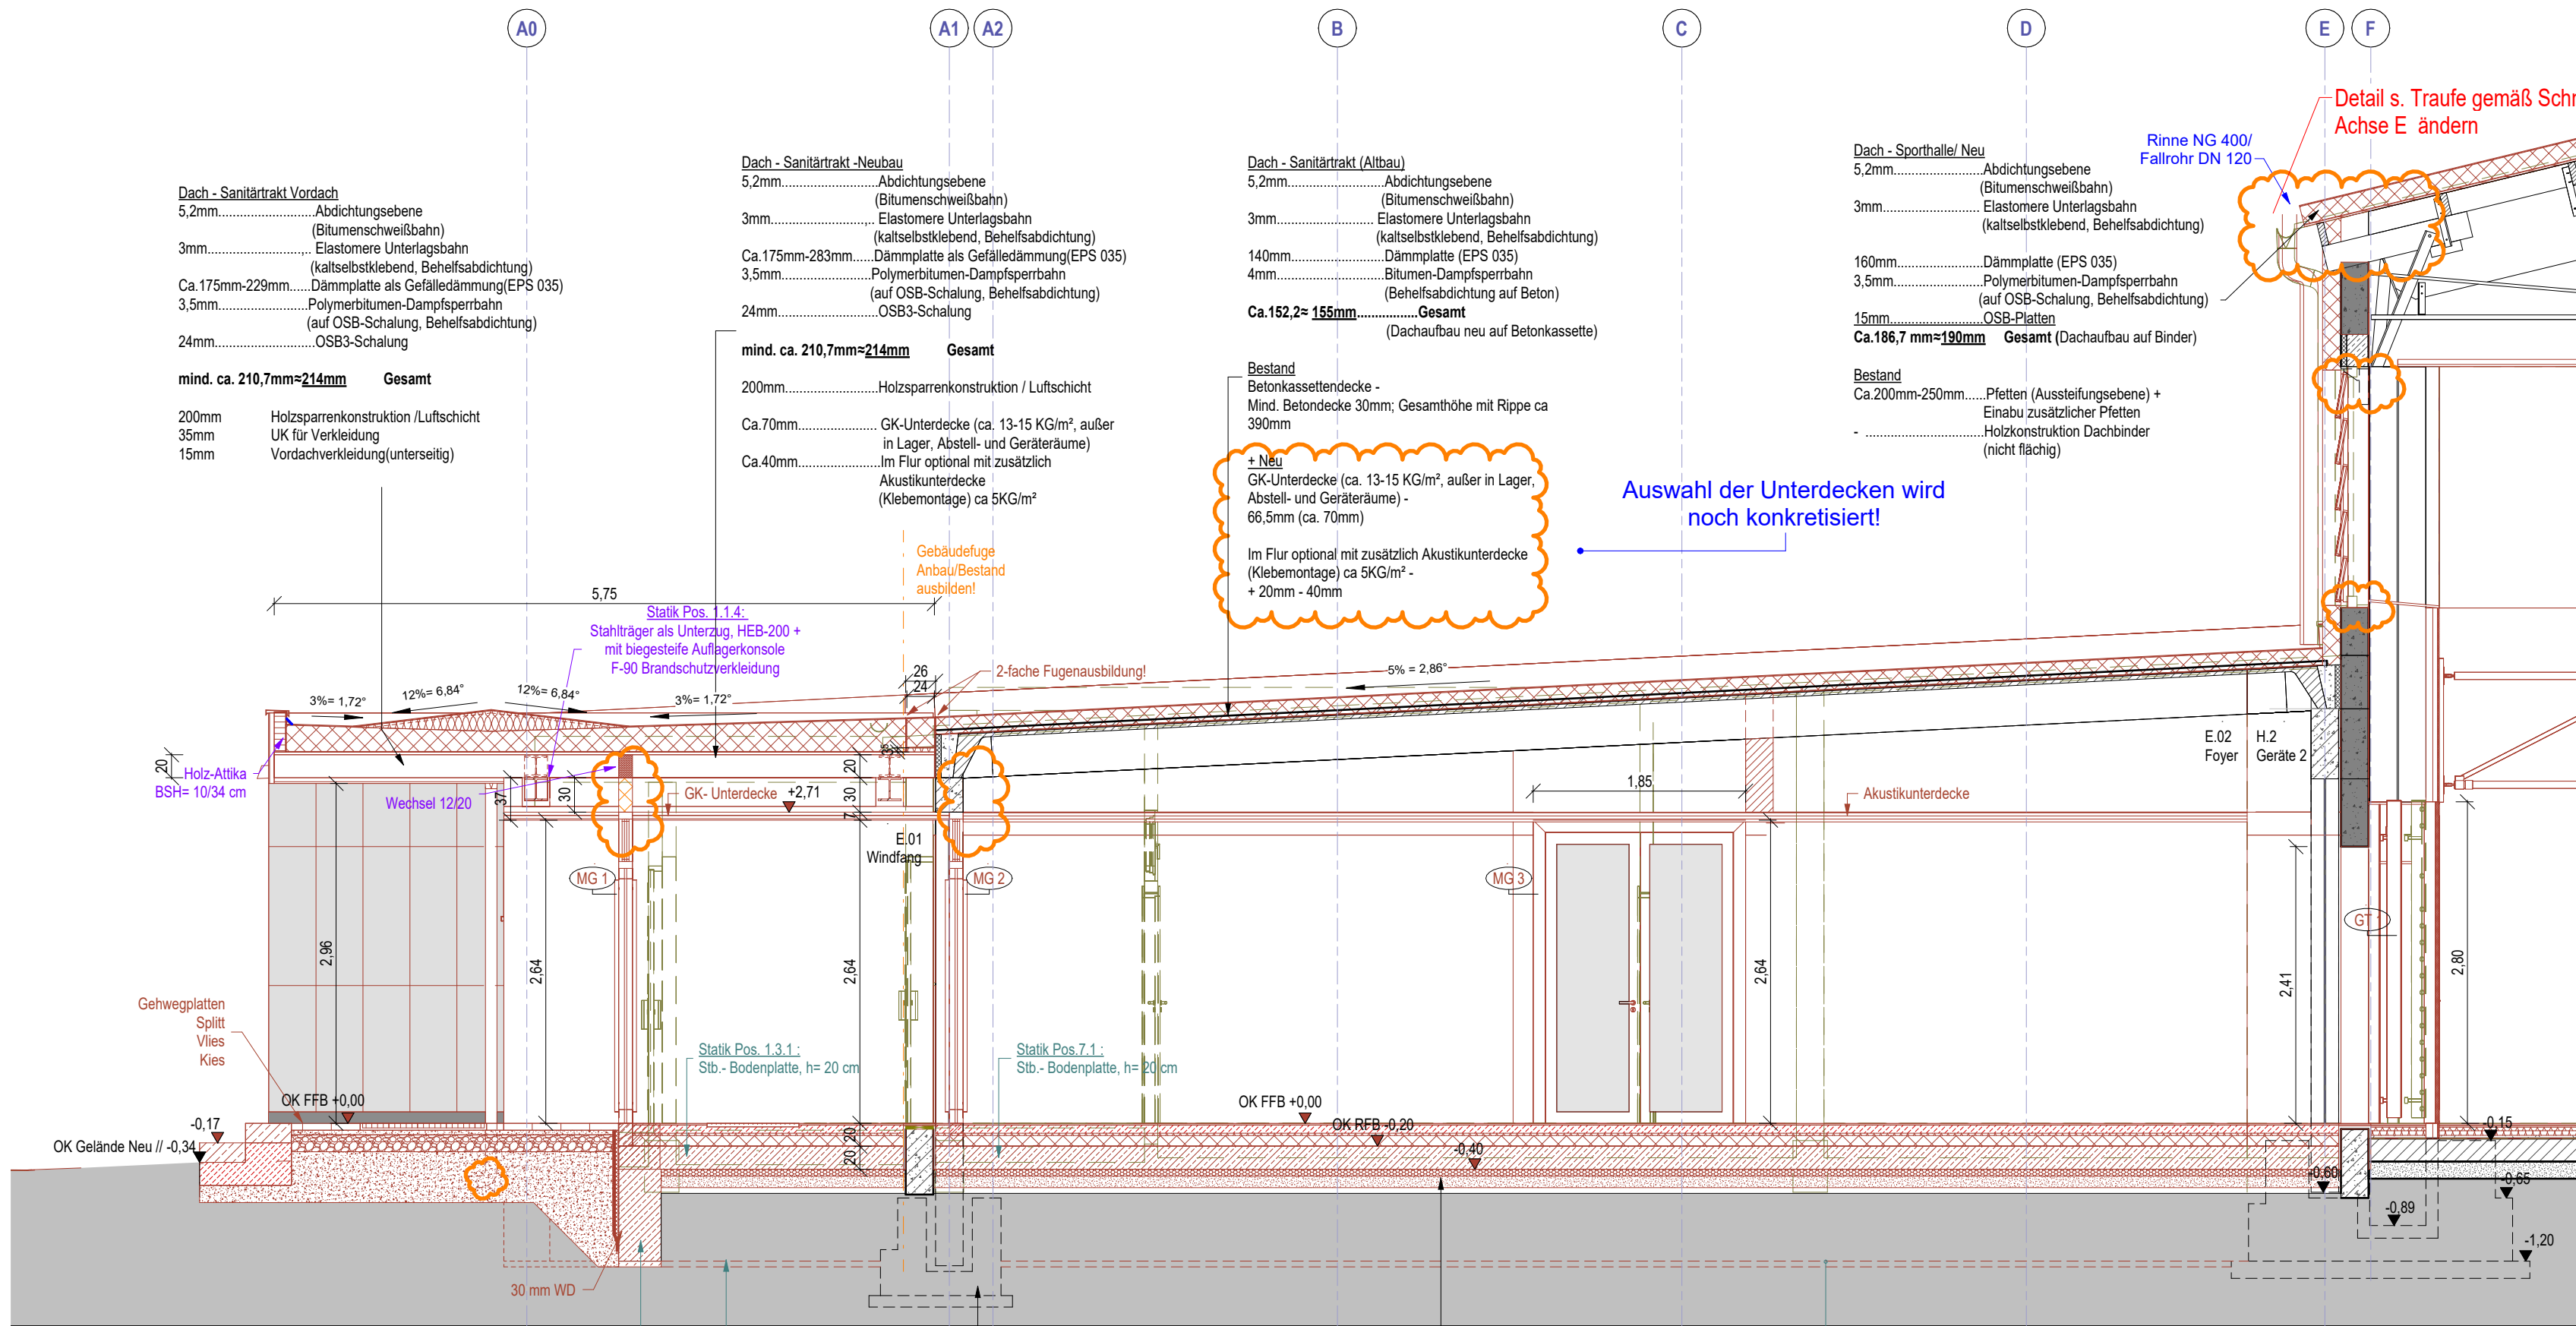 A0
A1
A2
B
C
D
E
F
Detail s. Traufe gemäß Schn
Achse E ändern
Rinne NG 400/
Fallrohr DN 120
Dach - Sanitärtrakt Vordach
5,2mm........................Abdichtungsebene
(Bitumenschweißbahn)
3mm............................... Elastomere Unterlagsbahn
(kaltselbstklebend, Behelfsabdichtung)
Ca.175mm-229mm......Dämmplatte als Gefälledämmung(EPS 035)
3,5mm.............................Polymerbitumen-Dampfsperrbahn
(auf OSB-Schalung, Behelfsabdichtung)
24mm..........................OSB3-Schalung
mind. ca. 210,7mm≈214mm Gesamt
200mm Holzsparrenkonstruktion /Luftschicht
35mm UK für Verkleidung
15mm Vordachverkleidung(unterseitig)
Dach - Sanitärtrakt -Neubau
5,2mm........................Abdichtungsebene
(Bitumenschweißbahn)
3mm............................... Elastomere Unterlagsbahn
(kaltselbstklebend, Behelfsabdichtung)
Ca.175mm-283mm......Dämmplatte als Gefälledämmung(EPS 035)
3,5mm.......................Polymerbitumen-Dampfsperrbahn
(auf OSB-Schalung, Behelfsabdichtung)
24mm..........................OSB3-Schalung
mind. ca. 210,7mm≈214mm Gesamt
200mm.......................Holzsparrenkonstruktion / Luftschicht
Ca.70mm.................... GK-Unterdecke (ca. 13-15 KG/m², außer
in Lager, Abstell- und Geräteräume)
Ca.40mm.....................Im Flur optional mit zusätzlich
Akustikunterdecke
(Klebemontage) ca 5KG/m²
Dach - Sanitärtrakt (Altbau)
5,2mm........................Abdichtungsebene
(Bitumenschweißbahn)
3mm........................ Elastomere Unterlagsbahn
(kaltselbstklebend, Behelfsabdichtung)
140mm.......................Dämmplatte (EPS 035)
4mm...........................Bitumen-Dampfsperrbahn
(Behelfsabdichtung auf Beton)
Ca.152,2≈ 155mm.................Gesamt
(Dachaufbau neu auf Betonkassette)
Bestand
Betonkassettendecke -
Mind. Betondecke 30mm; Gesamthöhe mit Rippe ca
390mm
+ Neu
GK-Unterdecke (ca. 13-15 KG/m², außer in Lager,
Abstell- und Geräteräume) -
66,5mm (ca. 70mm)
Im Flur optional mit zusätzlich Akustikunterdecke
(Klebemontage) ca 5KG/m² -
+ 20mm - 40mm
Auswahl der Unterdecken wird
noch konkretisiert!
Dach - Sporthalle/ Neu
5,2mm..........................Abdichtungsebene
(Bitumenschweißbahn)
3mm........................... Elastomere Unterlagsbahn
(kaltselbstklebend, Behelfsabdichtung)
160mm........................Dämmplatte (EPS 035)
3,5mm........................Polymerbitumen-Dampfsperrbahn
(auf OSB-Schalung, Behelfsabdichtung)
15mm..........................OSB-Platten
Ca.186,7 mm≈190mm Gesamt (Dachaufbau auf Binder)
Bestand
Ca.200mm-250mm......Pfetten (Aussteifungsebene) +
Einabu zusätzlicher Pfetten
- ................................Holzkonstruktion Dachbinder
(nicht flächig)
Gebäudefuge
Anbau/Bestand
ausbilden!
5,75
Statik Pos. 1.1.4:
Stahlträger als Unterzug, HEB-200 +
mit biegesteife Auflagerkonsole
F-90 Brandschutzverkleidung
26
24
2-fache Fugenausbildung!
5% = 2,86°
3%= 1,72°
12%= 6,84°
12%= 6,84°
3%= 1,72°
20
Holz-Attika
BSH= 10/34 cm
Wechsel 12/20
37
30
GK- Unterdecke
+2,71
20
30
7
1,85
Akustikunterdecke
E.02
Foyer
H.2
Geräte 2
E.01
Windfang
MG 1
MG 2
MG 3
GT 1
2,96
2,64
2,64
2,64
2,41
2,80
Gehwegplatten
Splitt
Vlies
Kies
Statik Pos. 1.3.1 :
Stb.- Bodenplatte, h= 20 cm
Statik Pos.7.1 :
Stb.- Bodenplatte, h= 20 cm
OK FFB +0,00
OK FFB +0,00
-0,17
OK RFB -0,20
-0,15
OK Gelände Neu // -0,34
20
20
-0,40
-0,60
-0,65
-0,89
-1,20
30 mm WD